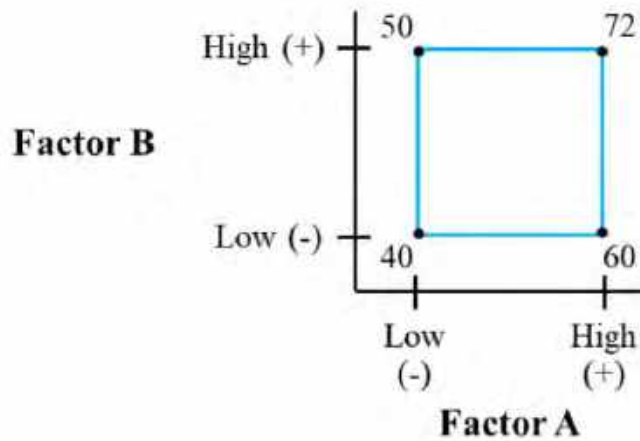 50 72
High (+)
Factor B
Low (-)
40 60
Low High
(-) (+)
Factor A